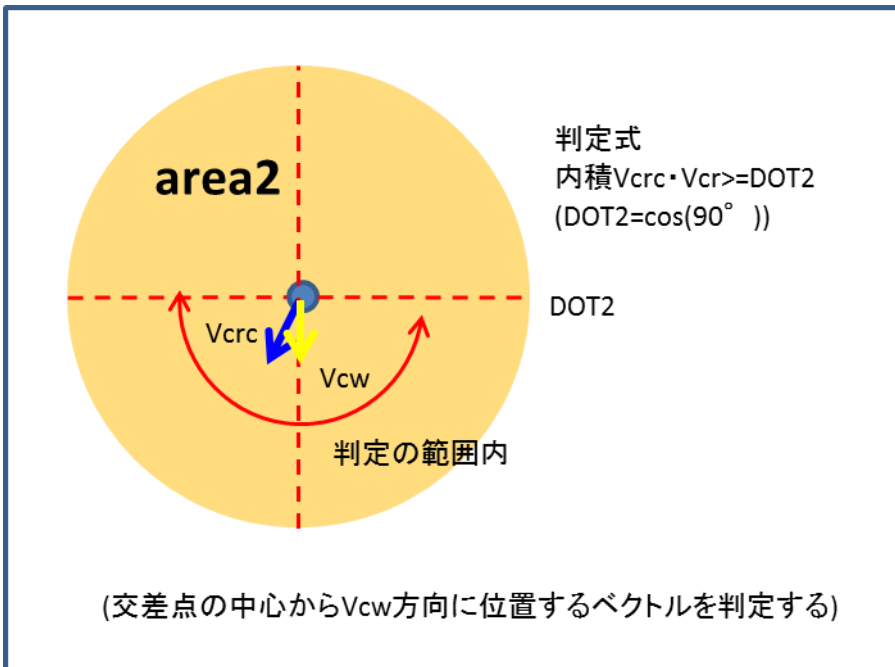 area2
判定式
内積Vcrc・Vcr>=DOT2
(DOT2=cos(90°))
DOT2
Vcrc
Vcw
判定の範囲内
(交差点の中心からVcw方向に位置するベクトルを判定する)